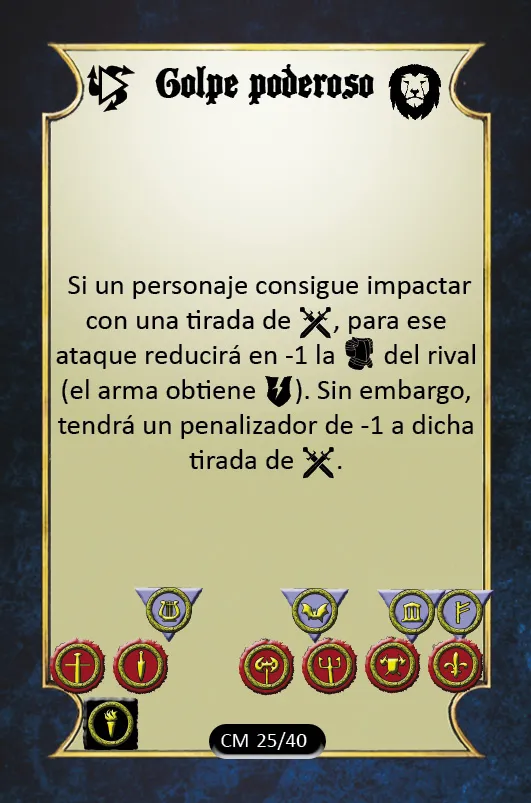 Golpe poderoso
Si un personaje consigue impactar
con una tirada de , para ese
ataque reducirá en -1 la del rival
(el arma obtiene ). Sin embargo,
tendrá un penalizador de -1 a dicha
tirada de .
CM 25/40